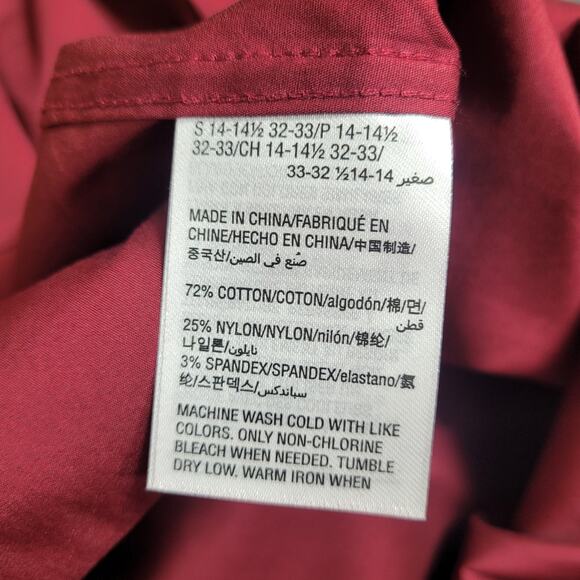 S 14-14½ 32-33/P 14-14½
32-33/CH 14-14½ 32-33/
صغير 14-14½ 32-33
MADE IN CHINA/FABRIQUÉ EN
CHINE/HECHO EN CHINA/中国制造/
중국산/صُنع في الصين
72% COTTON/COTON/algodón/棉/면/
قطن
25% NYLON/NYLON/nilón/锦纶/
나일론/نايلون
3% SPANDEX/SPANDEX/elastano/氨
纶/스판덱스/سباندكس
MACHINE WASH COLD WITH LIKE
COLORS. ONLY NON-CHLORINE
BLEACH WHEN NEEDED. TUMBLE
DRY LOW. WARM IRON WHEN